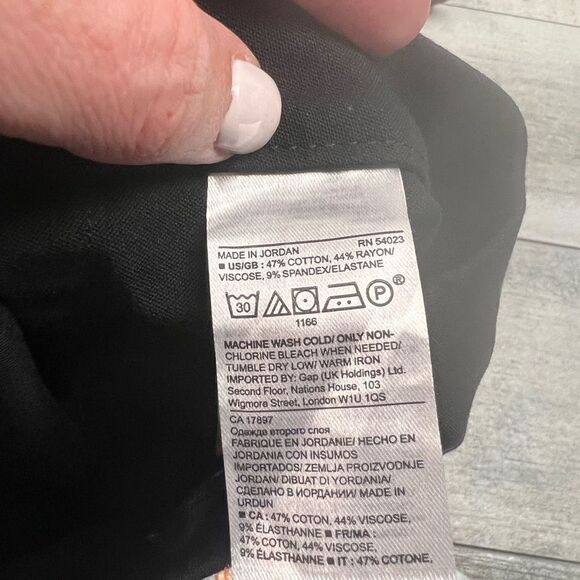 MADE IN JORDAN RN 54023
■ US/GB : 47% COTTON, 44% RAYON/
VISCOSE, 9% SPANDEX/ELASTANE
30 P ®
1166
MACHINE WASH COLD/ ONLY NON-
CHLORINE BLEACH WHEN NEEDED/
TUMBLE DRY LOW/ WARM IRON
IMPORTED BY: Gap (UK Holdings) Ltd.
Second Floor, Nations House, 103
Wigmore Street, London W1U 1QS
CA 17897
Одежде второго слоя
FABRIQUE EN JORDANIE/ HECHO EN
JORDANIA CON INSUMOS
IMPORTADOS/ ZEMLJA PROIZVODNJE
JORDAN/ DIBUAT DI YORDAN/
СДЕЛАНО В ИОРДАНИИ/ MADE IN
URDUN
■ CA : 47% COTON, 44% VISCOSE,
9% ÉLASTHANNE ■ FR/MA :
47% COTON, 44% VISCOSE,
9% ÉLASTHANNE ■ IT : 47% COTONE,